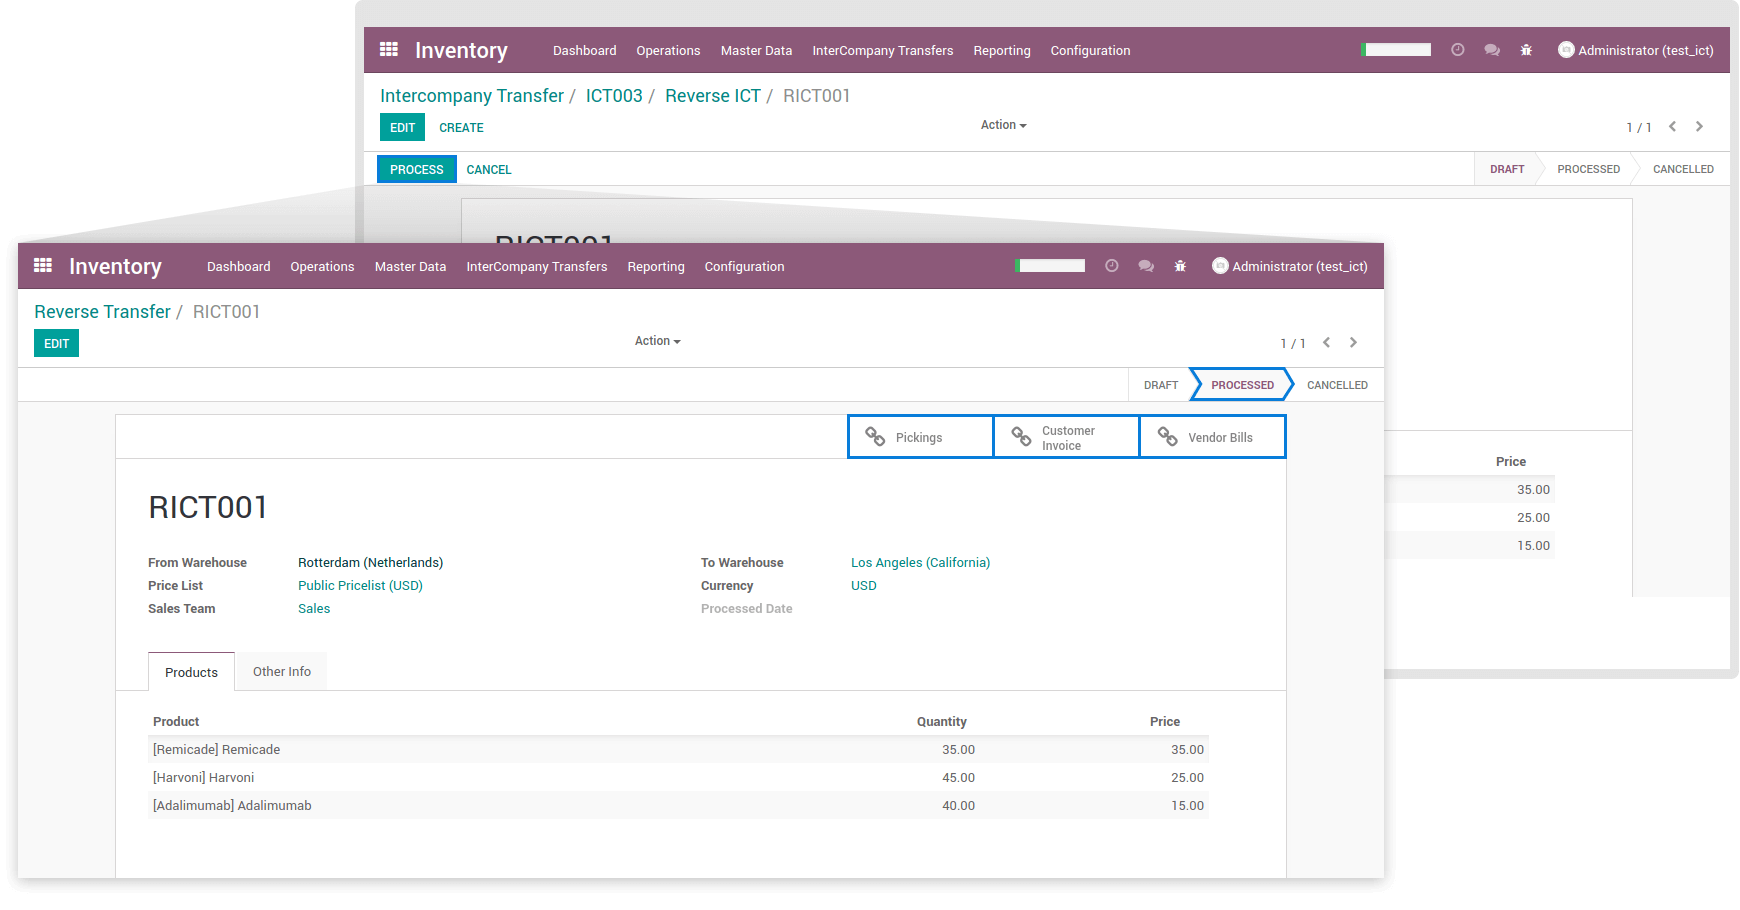 Inventory Dashboard Operations Master Data InterCompany Transfers Reporting Configuration Administrator (test_ict)
Intercompany Transfer / ICT003 / Reverse ICT / RICT001
EDIT CREATE Action 1 / 1
PROCESS CANCEL DRAFT PROCESSED CANCELLED
RICT001
Price
35.00
25.00
15.00
Inventory Dashboard Operations Master Data InterCompany Transfers Reporting Configuration Administrator (test_ict)
Reverse Transfer / RICT001
EDIT Action 1 / 1
DRAFT PROCESSED CANCELLED
Pickings Customer Invoice Vendor Bills
RICT001
From Warehouse Rotterdam (Netherlands) To Warehouse Los Angeles (California)
Price List Public Pricelist (USD) Currency USD
Sales Team Sales Processed Date
Products Other Info
Product Quantity Price
[Remicade] Remicade 35.00 35.00
[Harvoni] Harvoni 45.00 25.00
[Adalimumab] Adalimumab 40.00 15.00